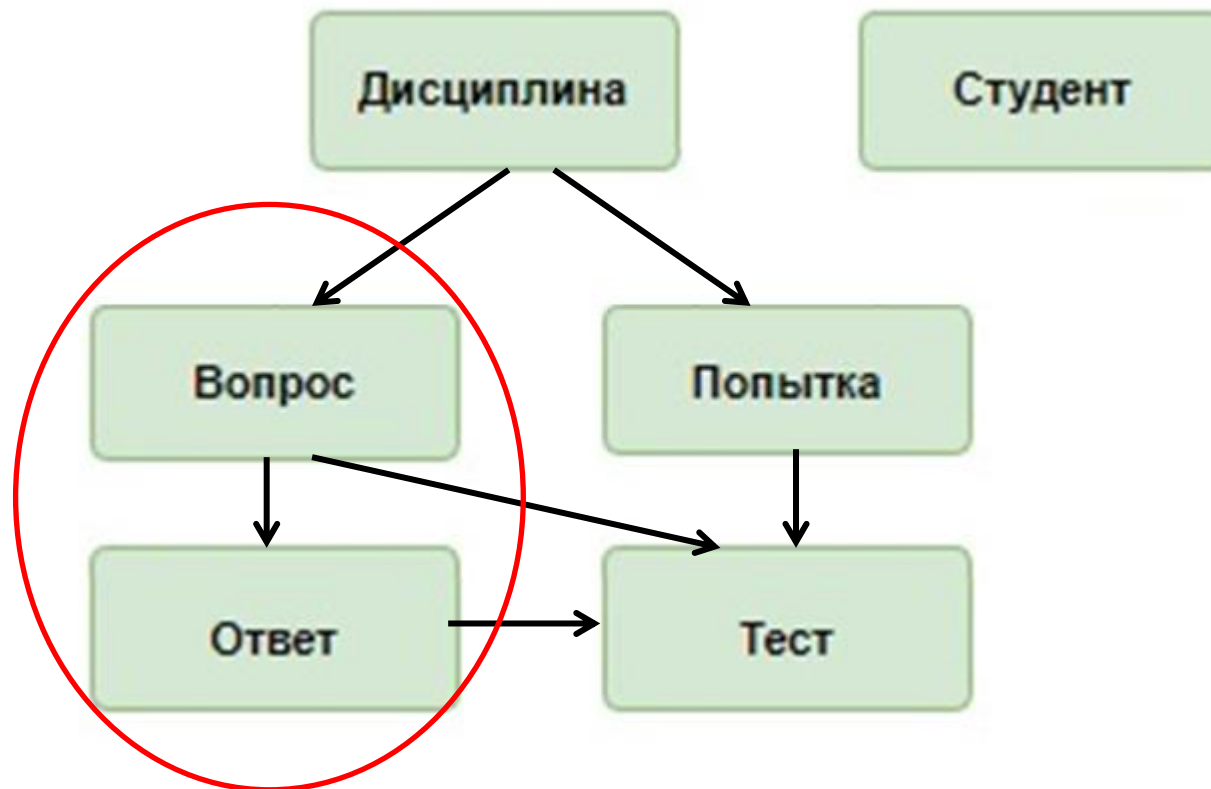 Дисциплина
Студент
Вопрос
Попытка
Ответ
Тест